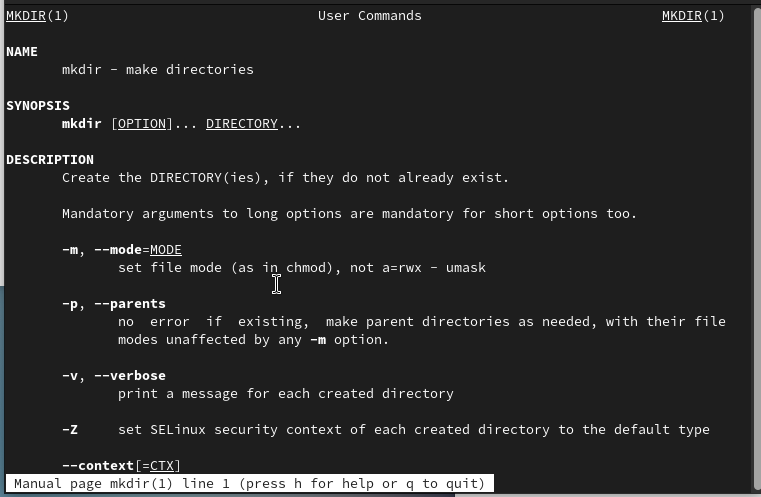 MKDIR(1) User Commands MKDIR(1)
NAME
mkdir - make directories
SYNOPSIS
mkdir [OPTION]... DIRECTORY...
DESCRIPTION
Create the DIRECTORY(ies), if they do not already exist.
Mandatory arguments to long options are mandatory for short options too.
-m, --mode=MODE
set file mode (as in chmod), not a=rwx - umask
-p, --parents
no error if existing, make parent directories as needed, with their file
modes unaffected by any -m option.
-v, --verbose
print a message for each created directory
-Z set SELinux security context of each created directory to the default type
--context[=CTX]
Manual page mkdir(1) line 1 (press h for help or q to quit)